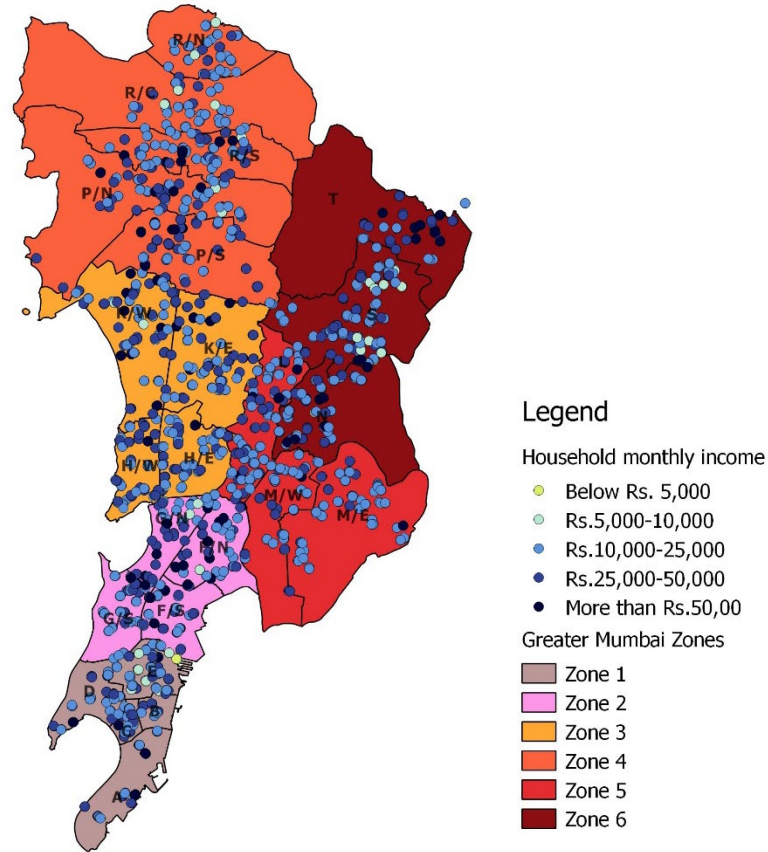 R/N
R/C
R/S
P/N
T
P/S
K/W
S
K/E
N
H/W
H/E
M/W
M/E
G/N
F/N
G/S
F/S
E
D
B
C
A
Legend
Household monthly income
Below Rs. 5,000
Rs.5,000-10,000
Rs.10,000-25,000
Rs.25,000-50,000
More than Rs.50,00
Greater Mumbai Zones
Zone 1
Zone 2
Zone 3
Zone 4
Zone 5
Zone 6